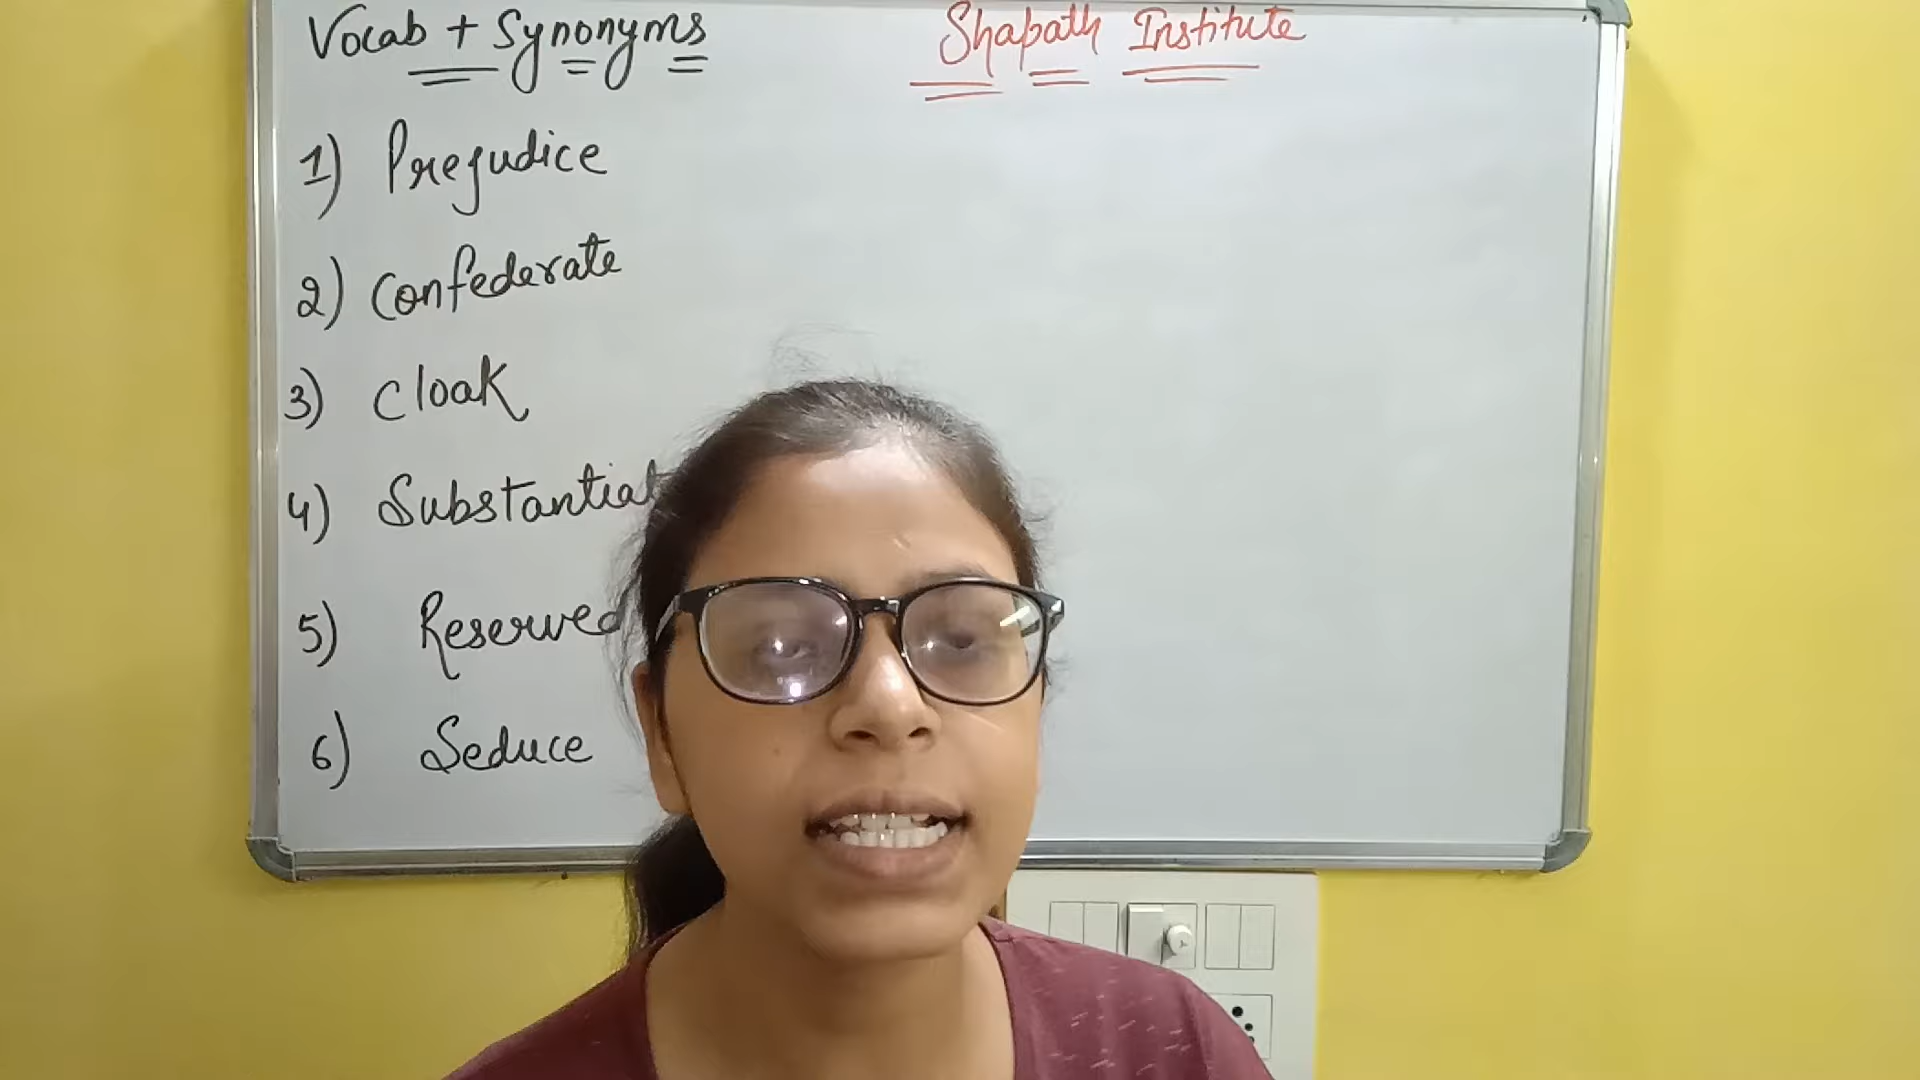 Vocab + Synonyms
Shapath Institute
1) Prejudice
2) Confederate
3) Cloak
4) Substantial
5) Reserved
6) Seduce